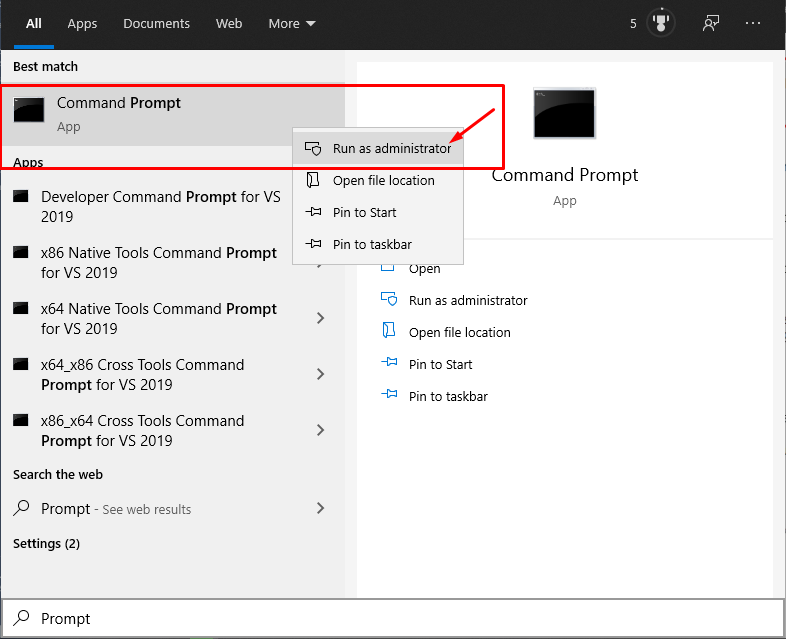 All Apps Documents Web More 5 ...
Best match
Command Prompt
App
Run as administrator
Open file location
Pin to Start
Pin to taskbar
Apps
Developer Command Prompt for VS
2019
x86 Native Tools Command Prompt
for VS 2019
x64 Native Tools Command Prompt
for VS 2019
x64_x86 Cross Tools Command
Prompt for VS 2019
x86_x64 Cross Tools Command
Prompt for VS 2019
Search the web
Prompt - See web results
Settings (2)
Command Prompt
App
Open
Run as administrator
Open file location
Pin to Start
Pin to taskbar
Prompt